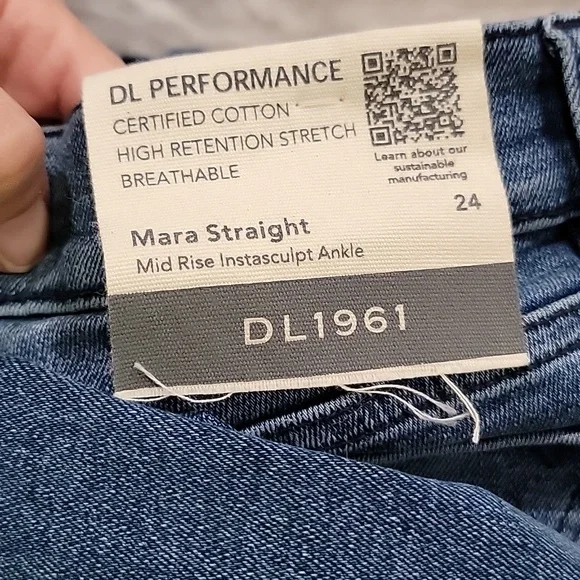 DL PERFORMANCE
CERTIFIED COTTON
HIGH RETENTION STRETCH
BREATHABLE
Learn about our
sustainable
manufacturing
24
Mara Straight
Mid Rise Instasculpt Ankle
DL1961